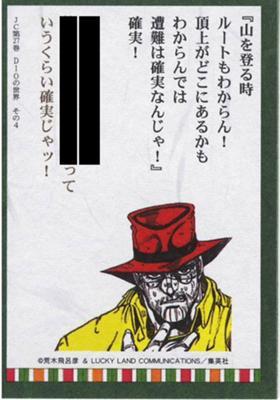 『山を登る時
ルートもわからん!
頂上がどこにあるかも
わからんでは
遭難は確実なんじゃ!』
確実!
って
いうくらい確実じゃッ!
JC第27巻 DIOの世界 その4
©荒木飛呂彦 & LUCKY LAND COMMUNICATIONS/集英社